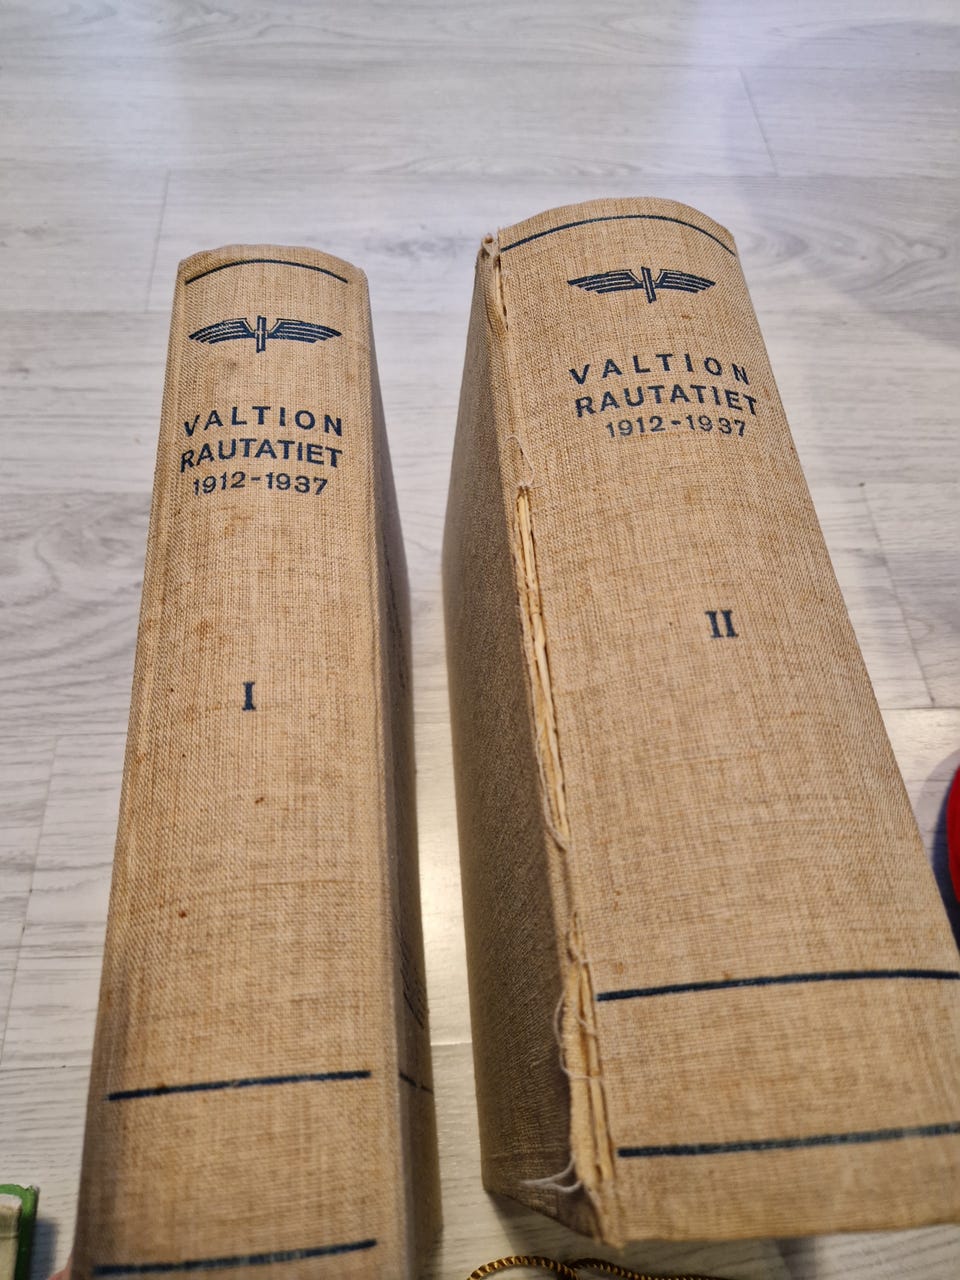 VALTION
RAUTATIET
1912-1937
I
VALTION
RAUTATIET
1912-1937
II